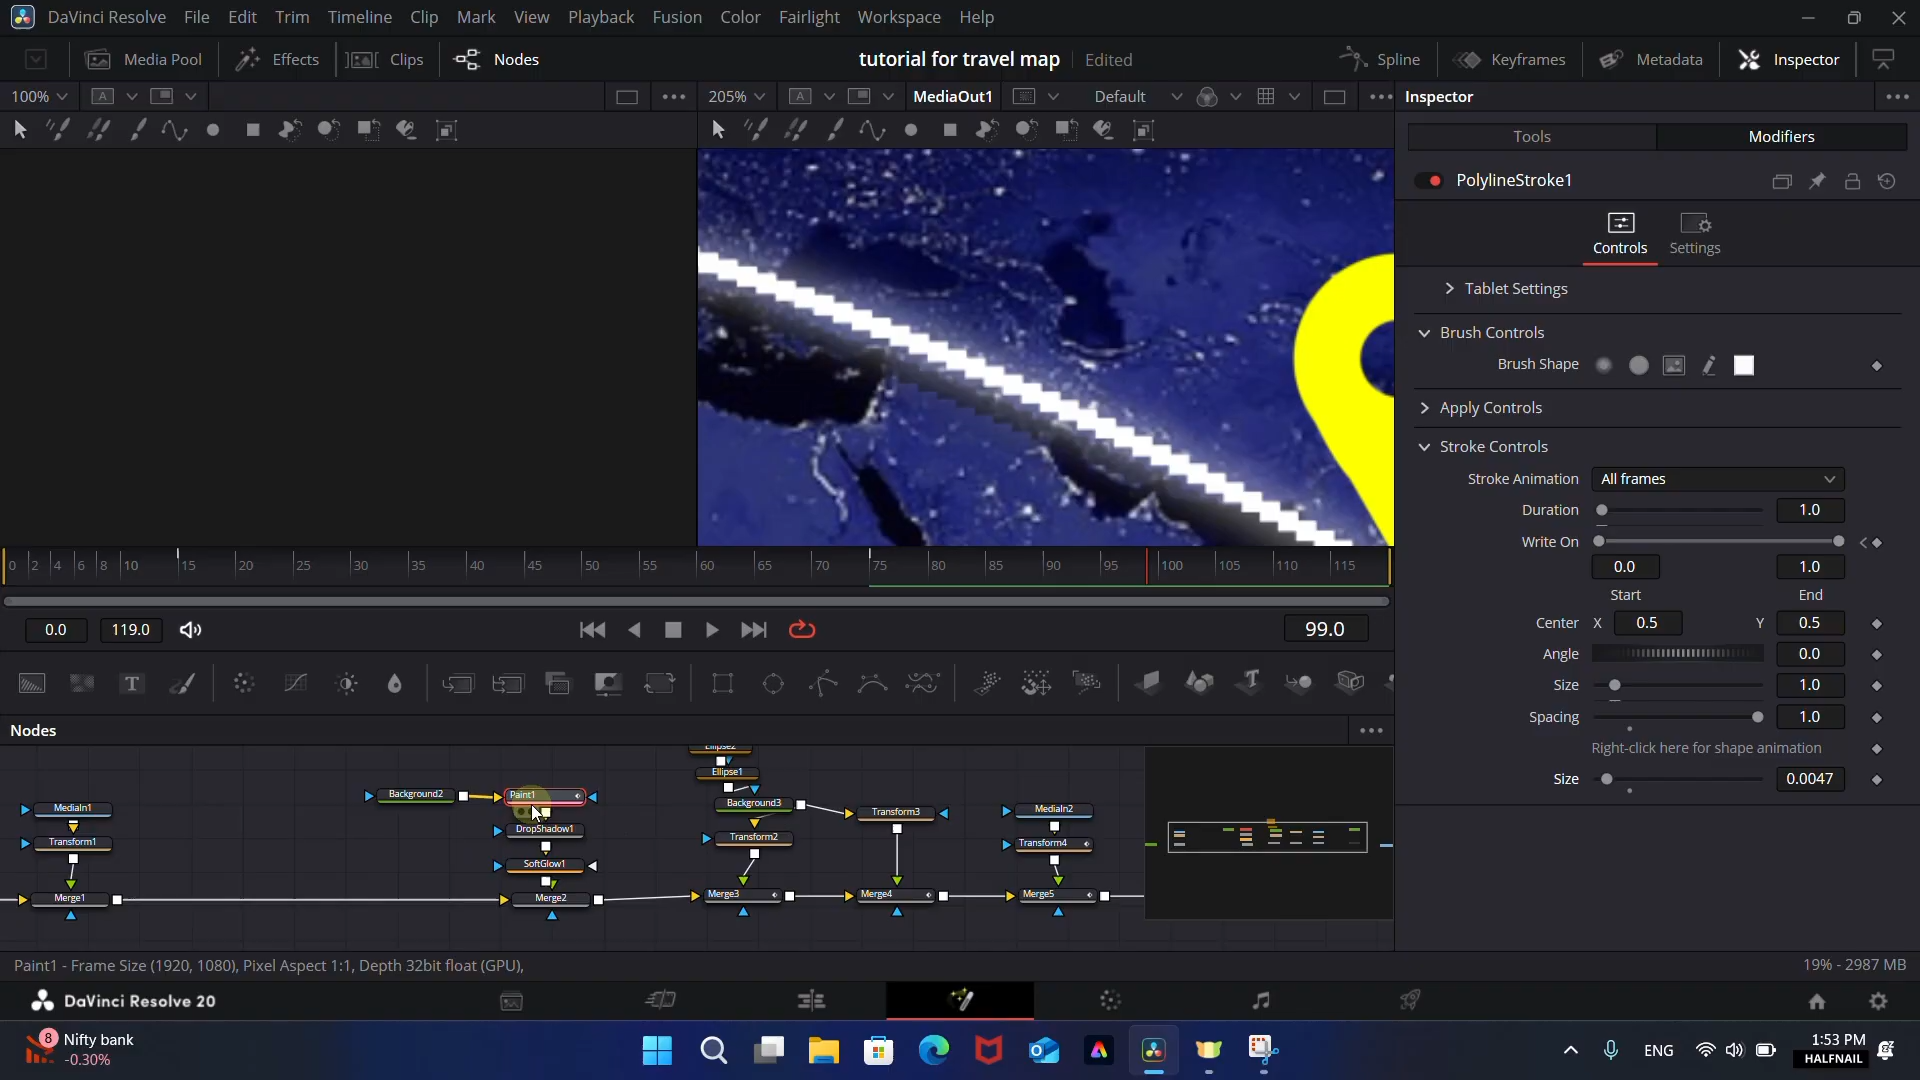 DaVinci Resolve File Edit Trim Timeline Clip Mark View Playback Fusion Color Fairlight Workspace Help
Media Pool Effects Clips Nodes tutorial for travel map Edited Spline Keyframes Metadata Inspector
100% A 205% A MediaOut1 Default Inspector
Tools Modifiers
PolylineStroke1
Controls Settings
Tablet Settings
Brush Controls
Brush Shape
Apply Controls
Stroke Controls
Stroke Animation All frames
Duration 1.0
Write On
0.0 1.0
Start End
Center X 0.5 Y 0.5
Angle 0.0
Size 1.0
Spacing 1.0
Right-click here for shape animation
Size 0.0047
0 2 4 6 8 10 15 20 25 30 35 40 45 50 55 60 65 70 75 80 85 90 95 100 105 110 115
0.0 119.0 99.0
T
T
Nodes
Ellipse2
Ellipse1
Background2 Paint1
Background3
MediaIn1 Transform3 MediaIn2
DropShadow1
Transform2
Transform1 Transform4
SoftGlow1
Merge1 Merge2 Merge3 Merge4 Merge5
Paint1 - Frame Size (1920, 1080), Pixel Aspect 1:1, Depth 32bit float (GPU), 19% - 2987 MB
DaVinci Resolve 20
8 Nifty bank
-0.30%
ENG
1:53 PM
HALFNAIL